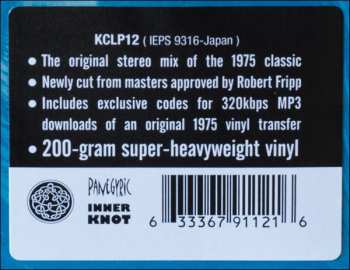 KCLP12 ( IEPS 9316-Japan )
• The original stereo mix of the 1975 classic
• Newly cut from masters approved by Robert Fripp
• Includes exclusive codes for 320kbps MP3
downloads of an original 1975 vinyl transfer
• 200-gram super-heavyweight vinyl
PANEGYRIC
INNER
KNOT
6 33367 91121 6